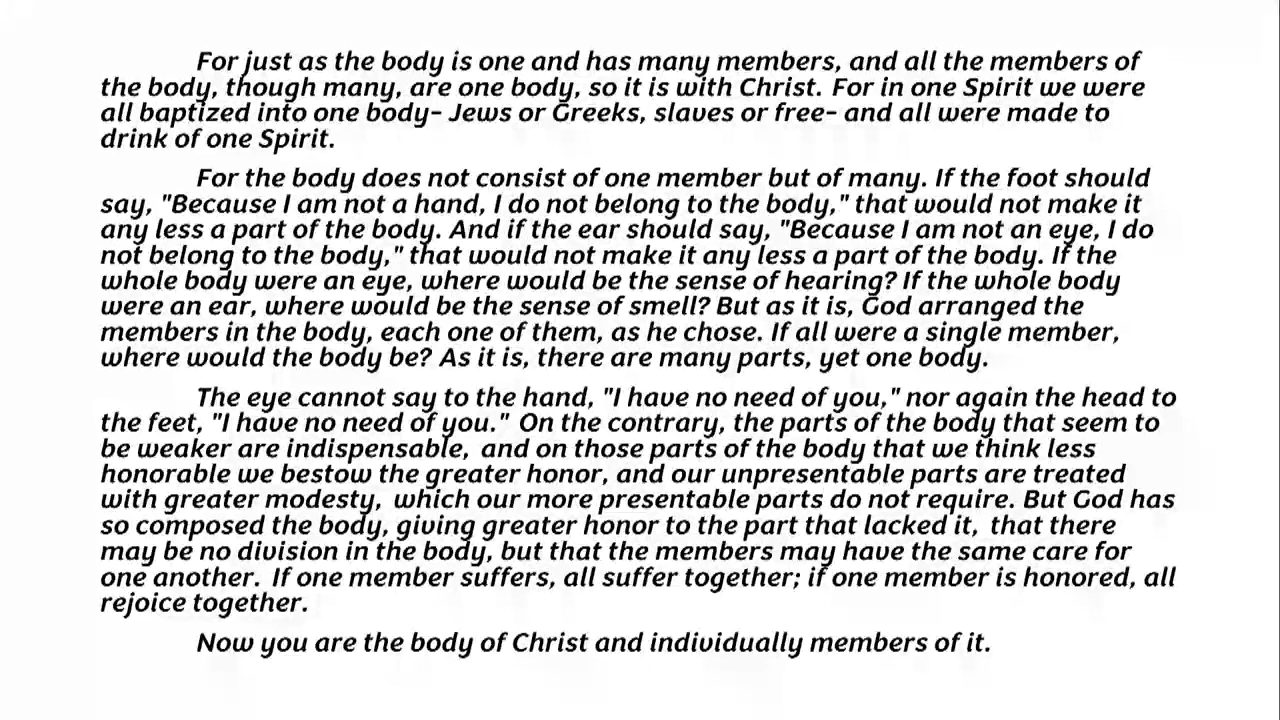 For just as the body is one and has many members, and all the members of
the body, though many, are one body, so it is with Christ. For in one Spirit we were
all baptized into one body- Jews or Greeks, slaves or free- and all were made to
drink of one Spirit.
For the body does not consist of one member but of many. If the foot should
say, "Because I am not a hand, I do not belong to the body," that would not make it
any less a part of the body. And if the ear should say, "Because I am not an eye, I do
not belong to the body," that would not make it any less a part of the body. If the
whole body were an eye, where would be the sense of hearing? If the whole body
were an ear, where would be the sense of smell? But as it is, God arranged the
members in the body, each one of them, as he chose. If all were a single member,
where would the body be? As it is, there are many parts, yet one body.
The eye cannot say to the hand, "I have no need of you," nor again the head to
the feet, "I have no need of you." On the contrary, the parts of the body that seem to
be weaker are indispensable, and on those parts of the body that we think less
honorable we bestow the greater honor, and our unpresentable parts are treated
with greater modesty, which our more presentable parts do not require. But God has
so composed the body, giving greater honor to the part that lacked it, that there
may be no division in the body, but that the members may have the same care for
one another. If one member suffers, all suffer together; if one member is honored, all
rejoice together.
Now you are the body of Christ and individually members of it.